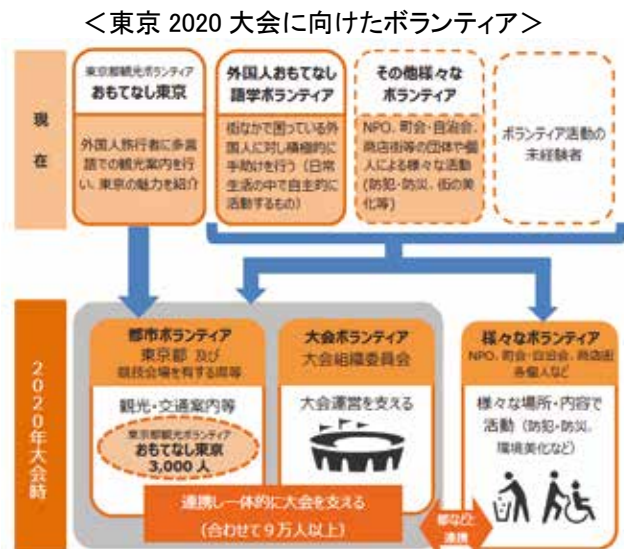 ＜東京 2020 大会に向けたボランティア＞
現在
東京都観光ボランティア
おもてなし東京
外国人旅行者に多言
語での観光案内を行
い、東京の魅力を紹介
外国人おもてなし
語学ボランティア
街なかで困っている外
国人に対し積極的に
手助けを行う（日常
生活の中で自主的に
活動するもの）
その他様々な
ボランティア
NPO、町会・自治会、
商店街等の団体や個
人による様々な活動
(防犯・防災、街の美
化等)
ボランティア活動の
未経験者
2020年大会時
都市ボランティア
東京都 及び
競技会場を有する県等
観光・交通案内等
東京都観光ボランティア
おもてなし東京
3,000 人
大会ボランティア
大会組織委員会
大会運営を支える
様々なボランティア
NPO、町会・自治会、商店街
各個人など
様々な場所・内容で
活動（防犯・防災、
環境美化など）
連携し一体的に大会を支える
（合わせて９万人以上）
都などと
連携